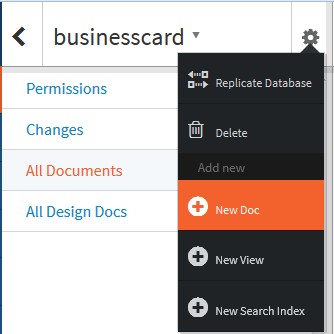 businesscard
Permissions
Changes
All Documents
All Design Docs
Replicate Database
Delete
Add new
New Doc
New View
New Search Index